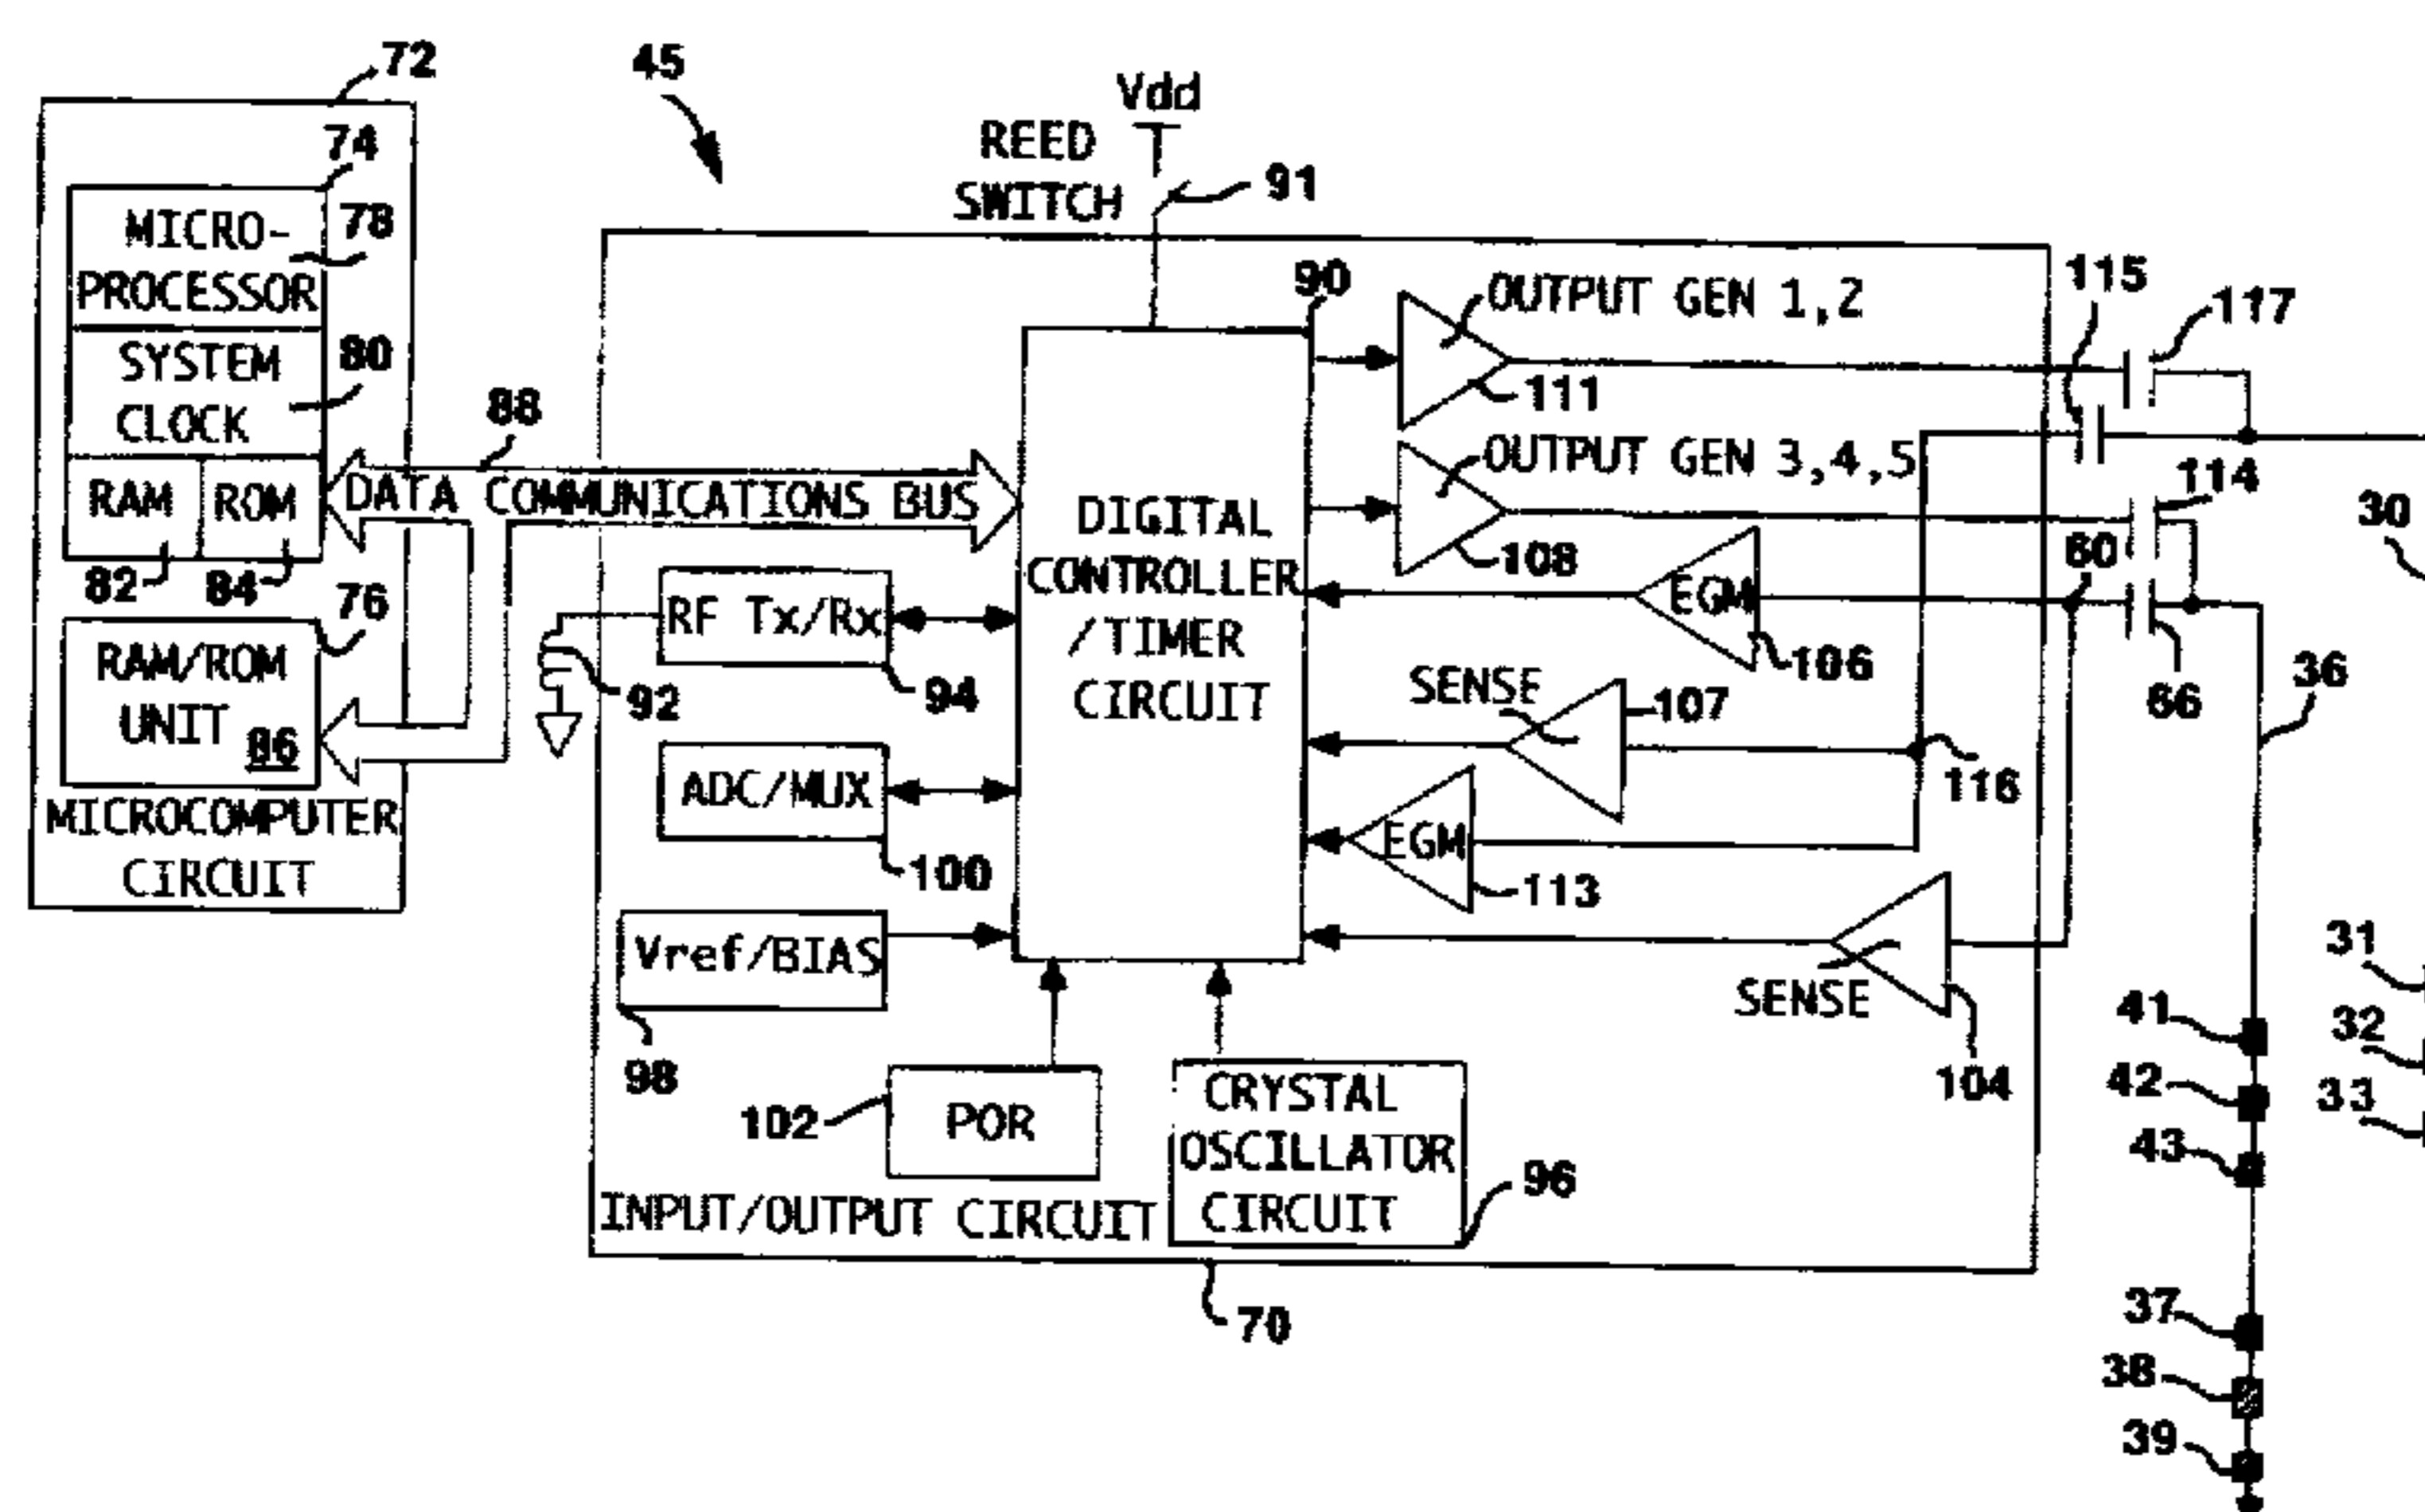 72
45
Vdd
REED
SWITCH
91
74
MICRO-
78
PROCESSOR
SYSTEM
80
CLOCK
RAM
ROM
82
84
88
DATA COMMUNICATIONS BUS
76
RAM/ROM
UNIT
86
MICROCOMPUTER
CIRCUIT
90
OUTPUT GEN 1,2
111
OUTPUT GEN 3,4,5
108
115
117
114
60
66
30
36
DIGITAL
CONTROLLER
/TIMER
CIRCUIT
RF Tx/Rx
92
94
EGM
106
SENSE
107
116
ADC/MUX
100
EGM
113
Vref/BIAS
98
SENSE
104
102
POR
CRYSTAL
OSCILLATOR
CIRCUIT
96
INPUT/OUTPUT CIRCUIT
70
31
41
32
42
33
43
37
38
39